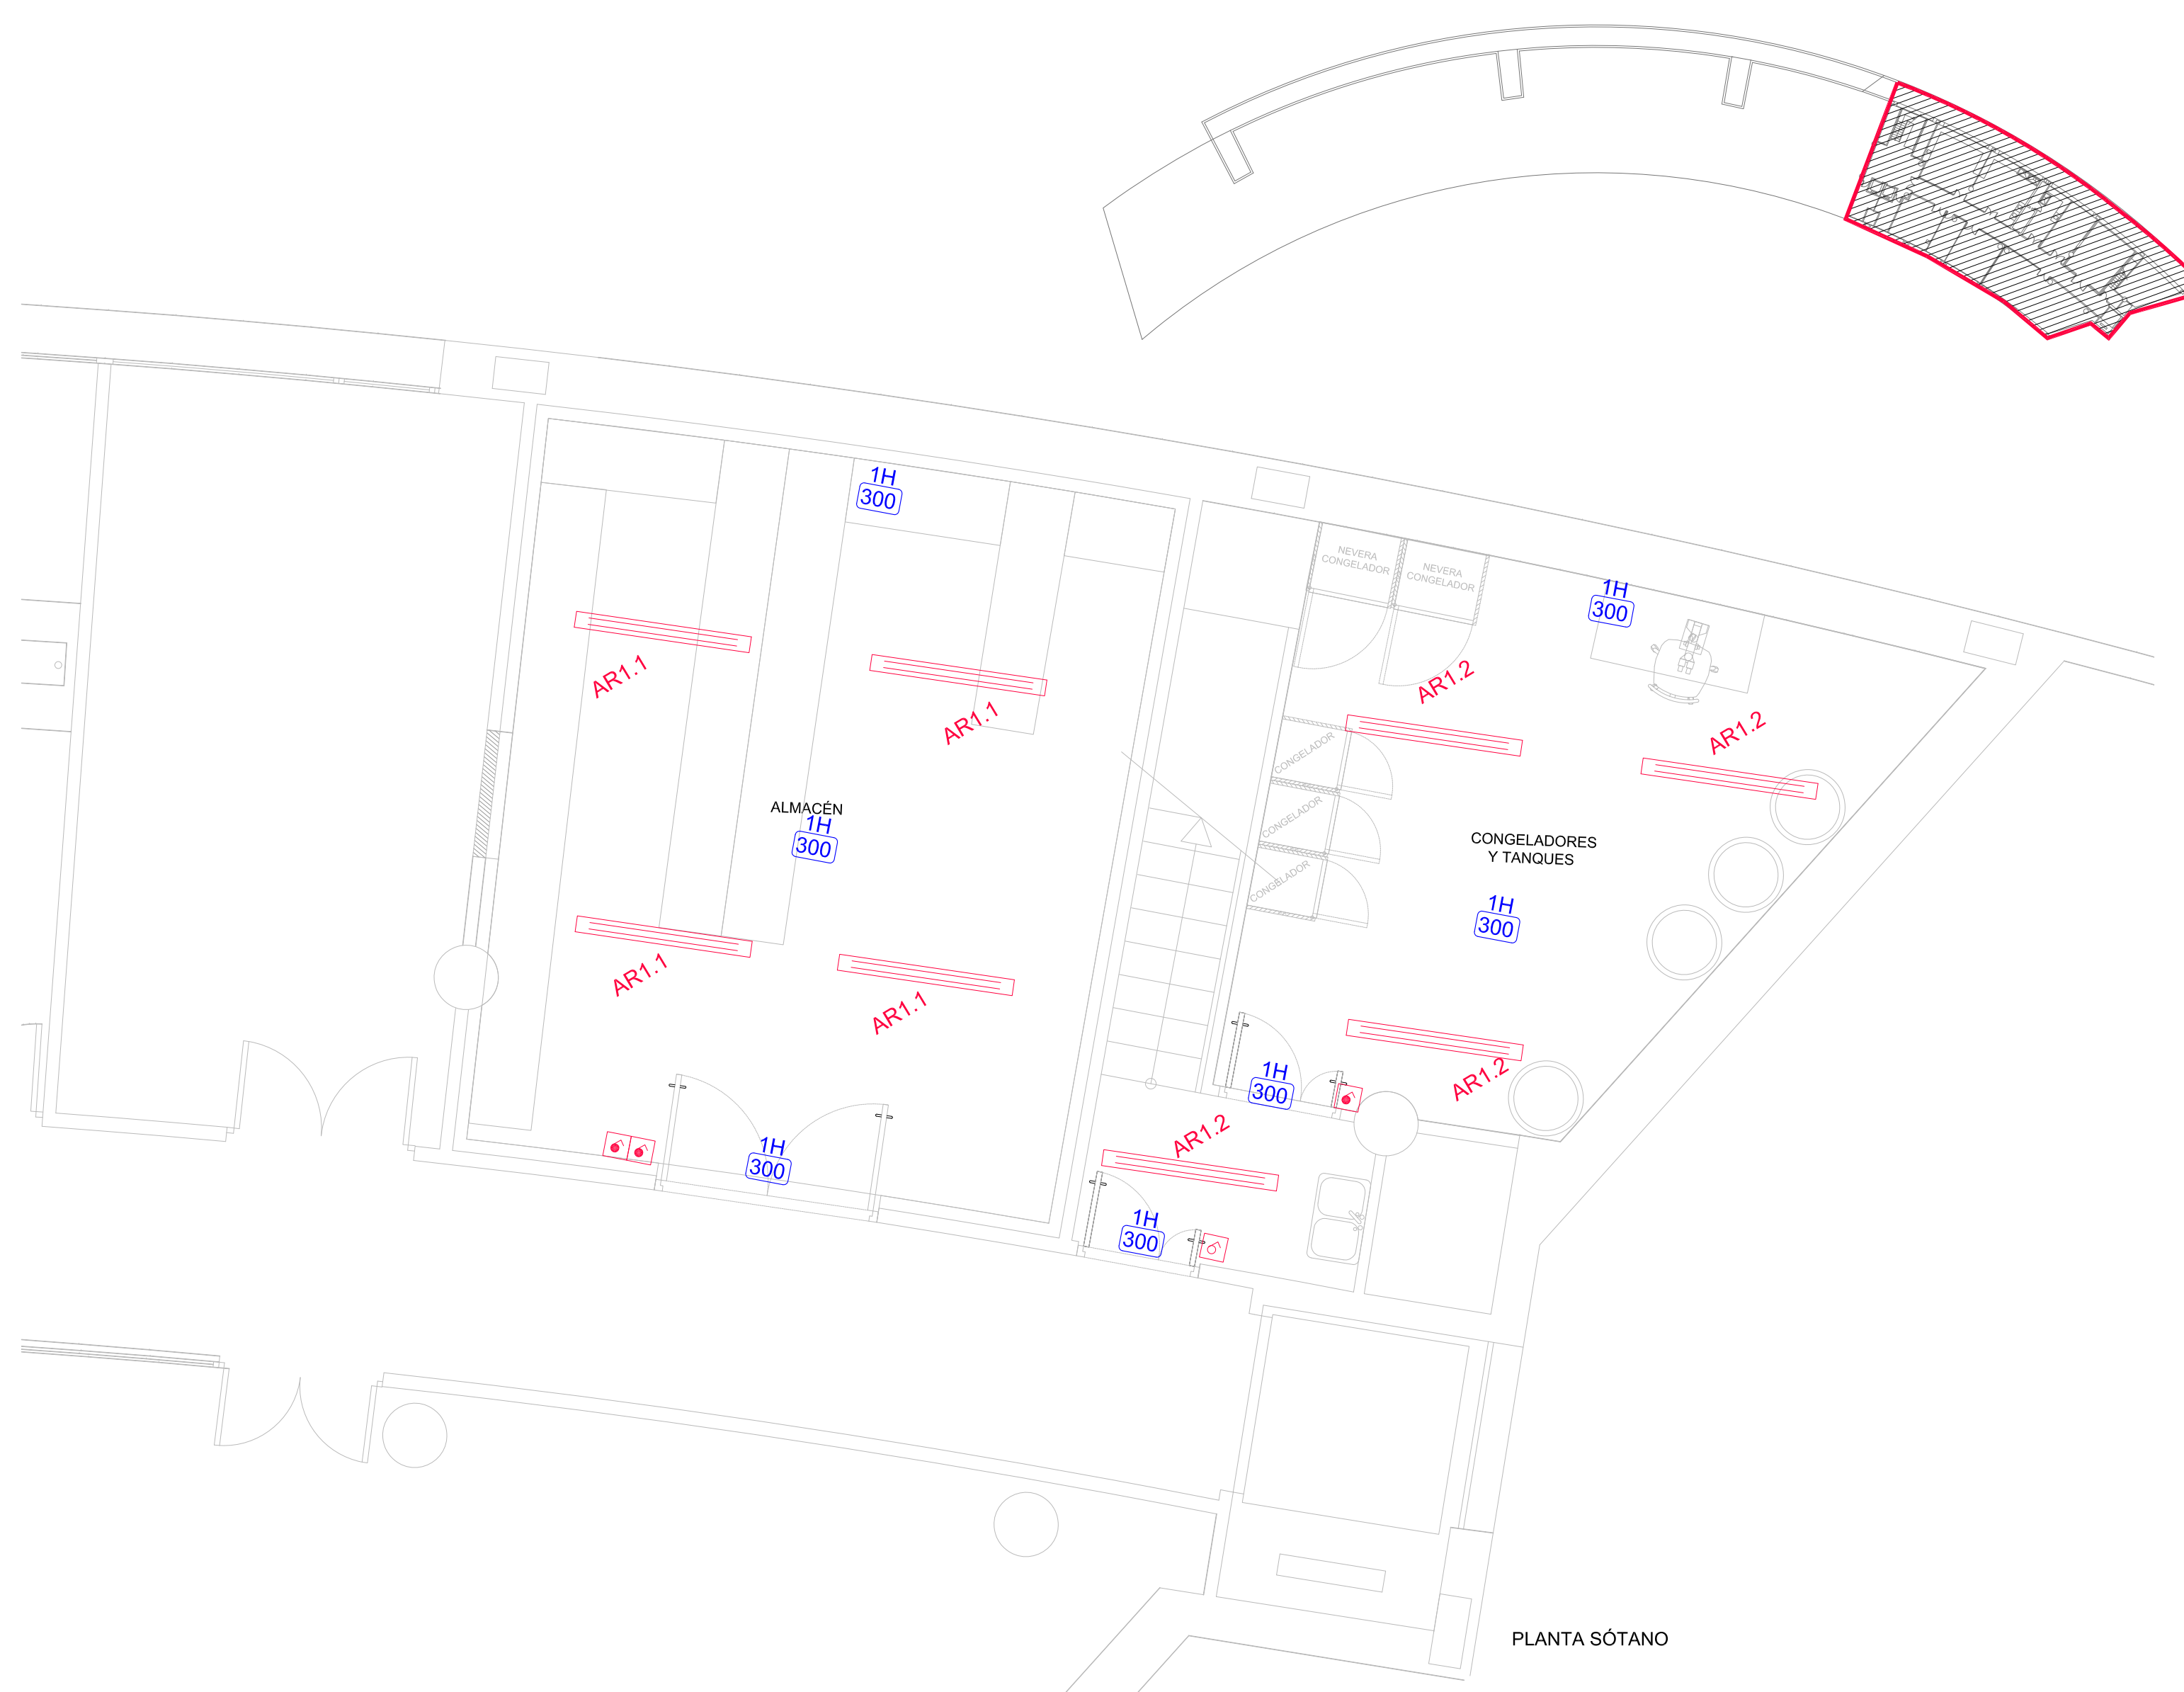 1H
300
NEVERA
CONGELADOR
NEVERA
CONGELADOR
1H
300
AR1.1
AR1.1
AR1.2
AR1.2
CONGELADOR
ALMACÉN
1H
300
CONGELADOR
CONGELADORES
Y TANQUES
CONGELADOR
1H
300
AR1.1
AR1.1
1H
300
AR1.2
AR1.2
1H
300
1H
300
PLANTA SÓTANO